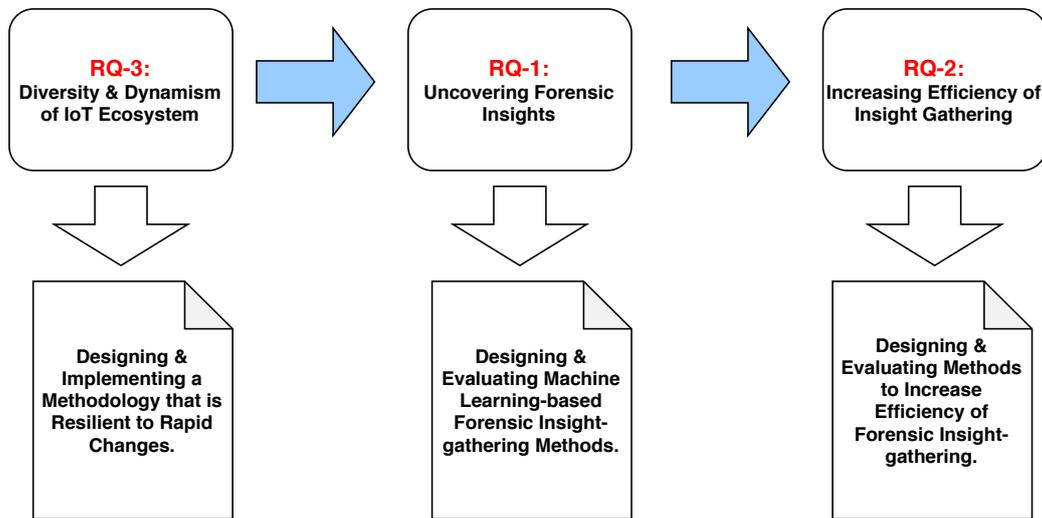 RQ-3:
Diversity & Dynamism
of IoT Ecosystem
RQ-1:
Uncovering Forensic
Insights
RQ-2:
Increasing Efficiency of
Insight Gathering
Designing &
Implementing a
Methodology that is
Resilient to Rapid
Changes.
Designing &
Evaluating Machine
Learning-based
Forensic Insight-
gathering Methods.
Designing &
Evaluating Methods
to Increase
Efficiency of
Forensic Insight-
gathering.